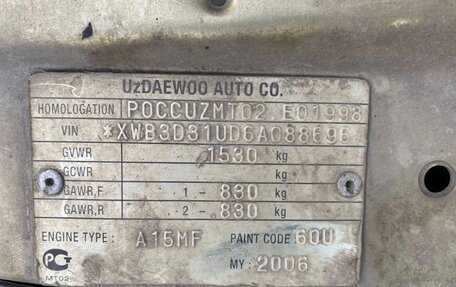 UzDAEWOO AUTO CO.
HOMOLOGATION POCCUZMT02.E01998
VIN *XWB3D31UD6A088696
GVWR 1530 kg
GCWR kg
GAWR,F 1 - 830 kg
GAWR,R 2 - 830 kg
ENGINE TYPE: A15MF PAINT CODE: 60U
PG MY: 2006
MT02